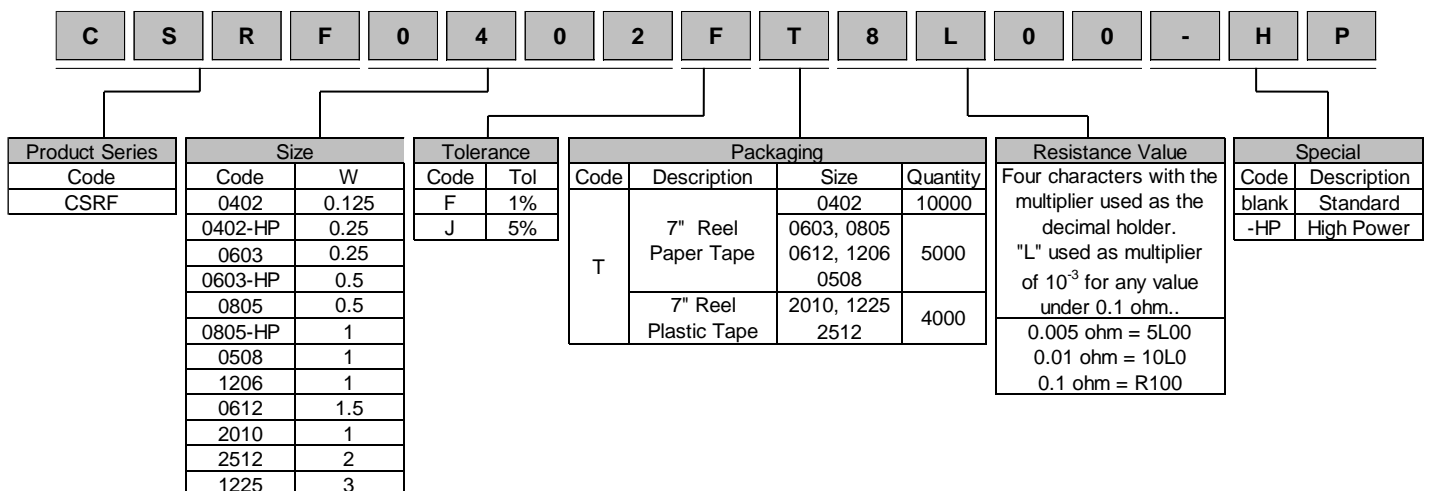 C S R F 0 4 0 2 F T 8 L 0 0 - H P
Product Series
Code
CSRF
Size
Code W
0402 0.125
0402-HP 0.25
0603 0.25
0603-HP 0.5
0805 0.5
0805-HP 1
0508 1
1206 1
0612 1.5
2010 1
2512 2
1225 3
Tolerance
Code Tol
F 1%
J 5%
Packaging
Code Description Size Quantity
T
7" Reel
Paper Tape
0402 10000
0603, 0805
0612, 1206
0508
5000
7" Reel
Plastic Tape
2010, 1225
2512
4000
Resistance Value
Four characters with the
multiplier used as the
decimal holder.
"L" used as multiplier
of 10-3 for any value
under 0.1 ohm..
0.005 ohm = 5L00
0.01 ohm = 10L0
0.1 ohm = R100
Special
Code Description
blank Standard
-HP High Power